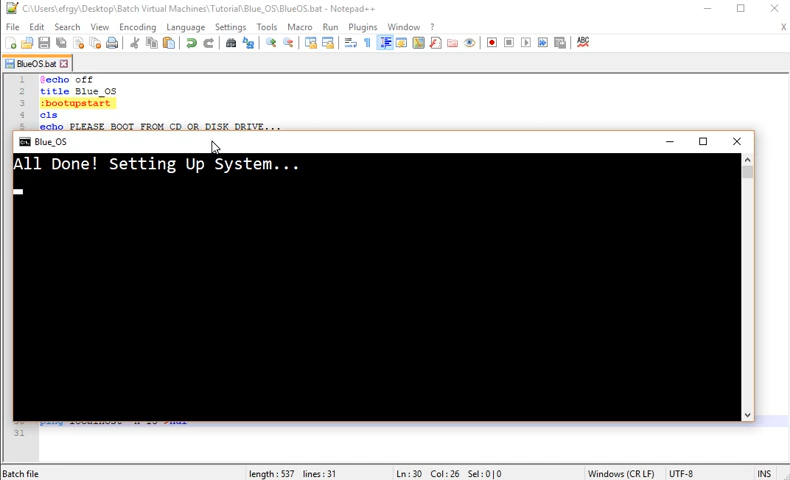 C:\Users\efrgy\Desktop\Batch Virtual Machines\Tutorial\Blue_OS\BlueOS.bat - Notepad++
File Edit Search View Encoding Language Settings Tools Macro Run Plugins Window ? X
ABC
BlueOS.bat
1 @echo off
2 title Blue_OS
3 :bootupstart
4 cls
5 echo PLEASE BOOT FROM CD OR DISK DRIVE...
Blue_OS
All Done! Setting Up System...
31
Batch file length : 537 lines : 31 Ln : 30 Col : 26 Sel : 0 | 0 Windows (CR LF) UTF-8 INS